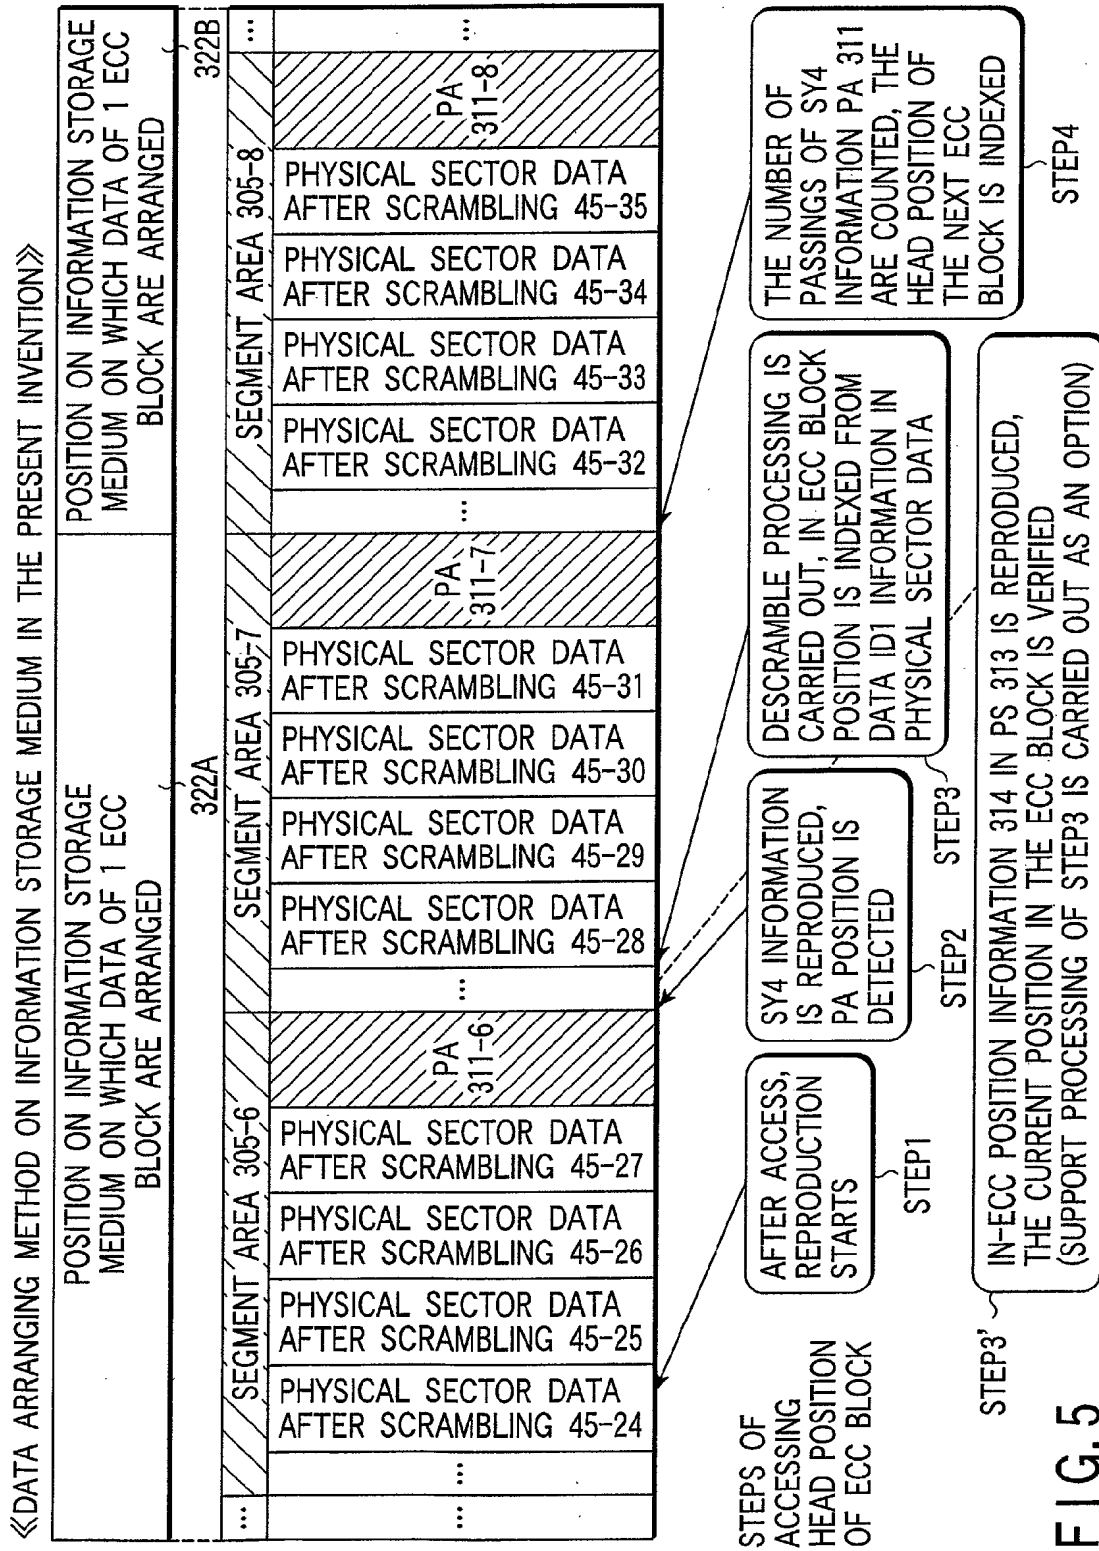 《DATA ARRANGING METHOD ON INFORMATION STORAGE MEDIUM IN THE PRESENT INVENTION》
POSITION ON INFORMATION STORAGE
MEDIUM ON WHICH DATA OF 1 ECC
BLOCK ARE ARRANGED
322A
POSITION ON INFORMATION STORAGE
MEDIUM ON WHICH DATA OF 1 ECC
BLOCK ARE ARRANGED
322B
...
SEGMENT AREA 305-6
SEGMENT AREA 305-7
SEGMENT AREA 305-8
...
...
...
PHYSICAL SECTOR DATA
AFTER SCRAMBLING 45-24
PHYSICAL SECTOR DATA
AFTER SCRAMBLING 45-25
PHYSICAL SECTOR DATA
AFTER SCRAMBLING 45-26
PHYSICAL SECTOR DATA
AFTER SCRAMBLING 45-27
PA
311-6
...
PHYSICAL SECTOR DATA
AFTER SCRAMBLING 45-28
PHYSICAL SECTOR DATA
AFTER SCRAMBLING 45-29
PHYSICAL SECTOR DATA
AFTER SCRAMBLING 45-30
PHYSICAL SECTOR DATA
AFTER SCRAMBLING 45-31
PA
311-7
...
PHYSICAL SECTOR DATA
AFTER SCRAMBLING 45-32
PHYSICAL SECTOR DATA
AFTER SCRAMBLING 45-33
PHYSICAL SECTOR DATA
AFTER SCRAMBLING 45-34
PHYSICAL SECTOR DATA
AFTER SCRAMBLING 45-35
PA
311-8
...
STEPS OF
ACCESSING
HEAD POSITION
OF ECC BLOCK
AFTER ACCESS,
REPRODUCTION
STARTS
STEP1
SY4 INFORMATION
IS REPRODUCED,
PA POSITION IS
DETECTED
STEP2
DESCRAMBLE PROCESSING IS
CARRIED OUT, IN ECC BLOCK
POSITION IS INDEXED FROM
DATA ID1 INFORMATION IN
PHYSICAL SECTOR DATA
STEP3
THE NUMBER OF
PASSINGS OF SY4
INFORMATION PA 311
ARE COUNTED, THE
HEAD POSITION OF
THE NEXT ECC
BLOCK IS INDEXED
STEP4
STEP3'
IN-ECC POSITION INFORMATION 314 IN PS 313 IS REPRODUCED,
THE CURRENT POSITION IN THE ECC BLOCK IS VERIFIED
(SUPPORT PROCESSING OF STEP3 IS CARRIED OUT AS AN OPTION)
FIG. 5